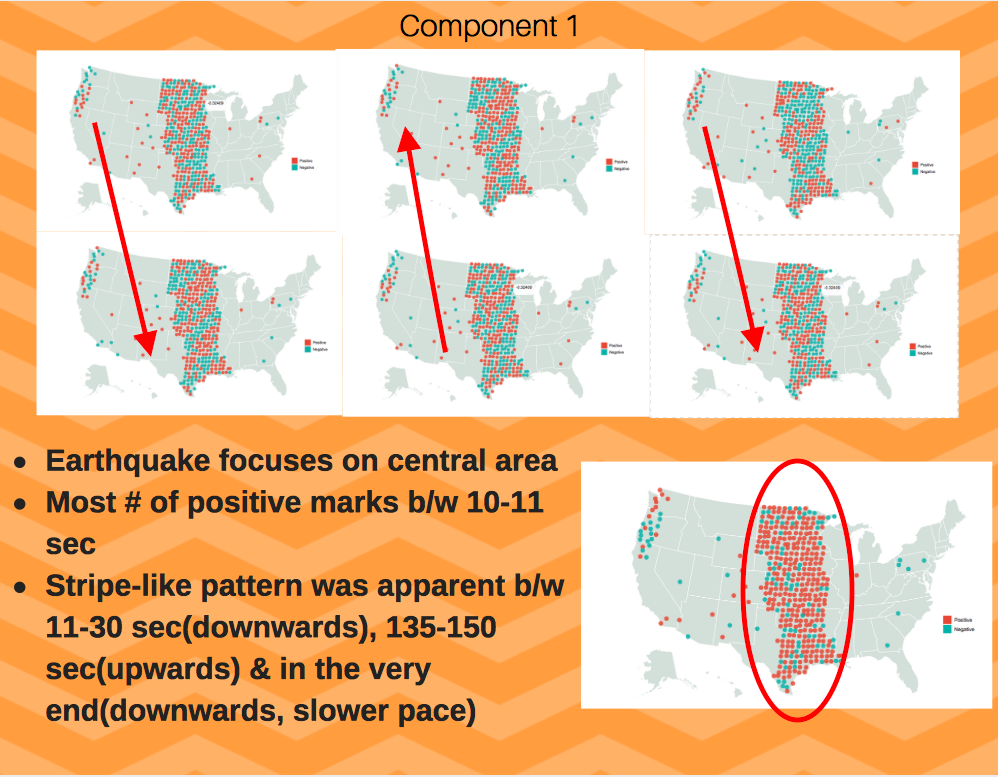 Component 1
Positive
Negative
Positive
Negative
Positive
Negative
Positive
Negative
Positive
Negative
Positive
Negative
• Earthquake focuses on central area
• Most # of positive marks b/w 10-11
sec
• Stripe-like pattern was apparent b/w
11-30 sec(downwards), 135-150
sec(upwards) & in the very
end(downwards, slower pace)
Positive
Negative